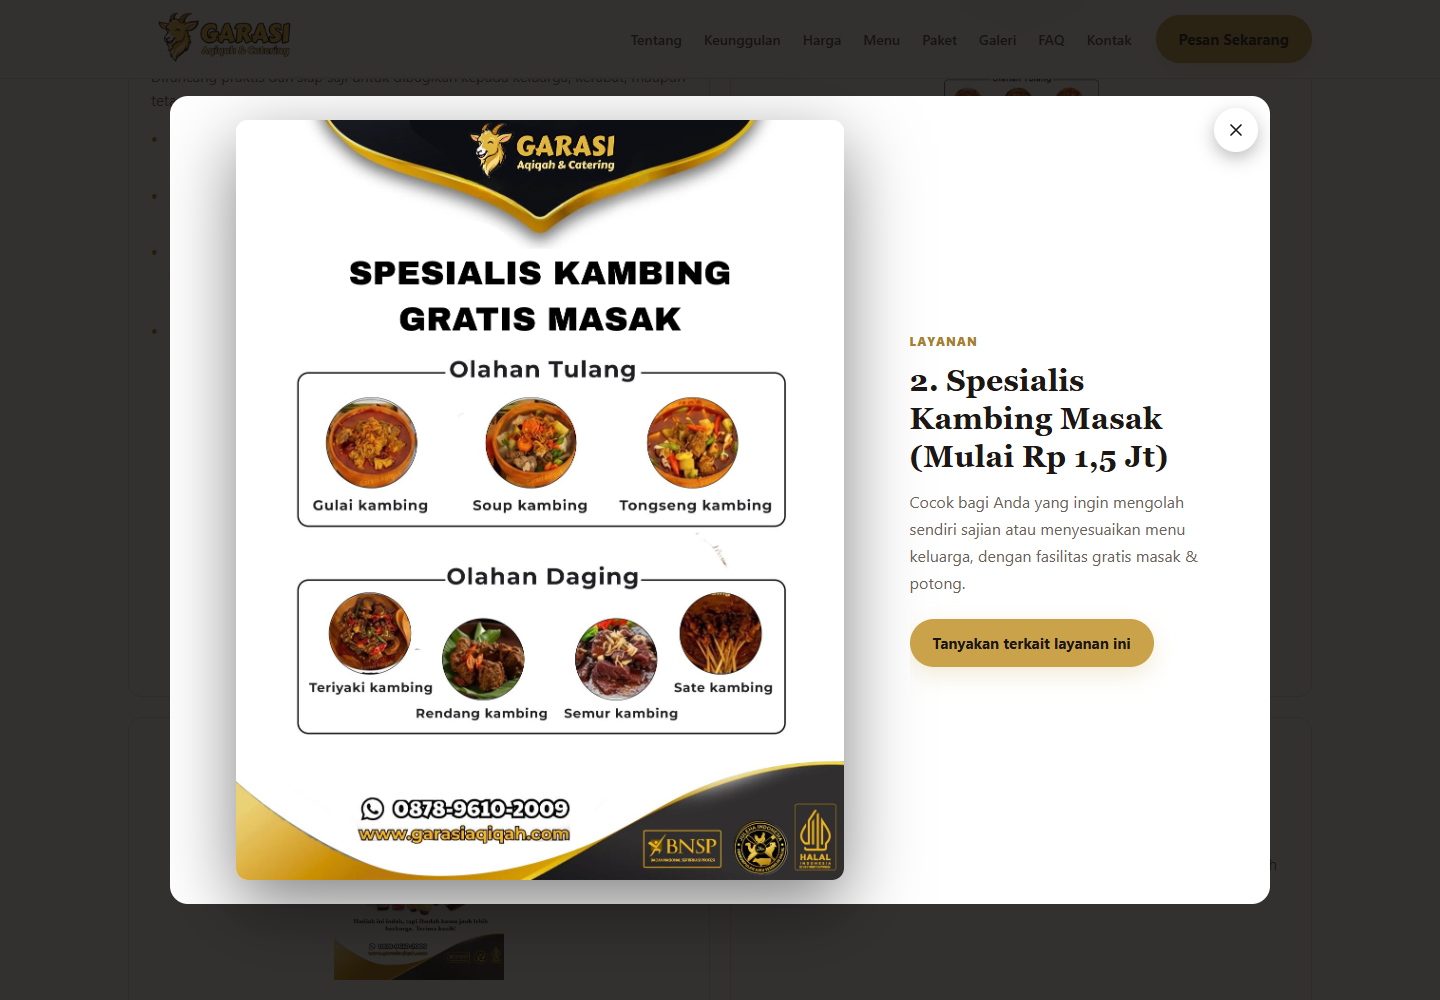 GARASI
Aqiqah & Catering
Tentang
Keunggulan
Harga
Menu
Paket
Galeri
FAQ
Kontak
Pesan Sekarang
GARASI
Aqiqah & Catering
SPESIALIS KAMBING
GRATIS MASAK
Olahan Tulang
Gulai kambing
Soup kambing
Tongseng kambing
Olahan Daging
Teriyaki kambing
Rendang kambing
Semur kambing
Sate kambing
0878-9610-2009
www.garasiaqiqah.com
BNSP
HALAL
INDONESIA
LAYANAN
2. Spesialis
Kambing Masak
(Mulai Rp 1,5 Jt)
Cocok bagi Anda yang ingin mengolah
sendiri sajian atau menyesuaikan menu
keluarga, dengan fasilitas gratis masak &
potong.
Tanyakan terkait layanan ini